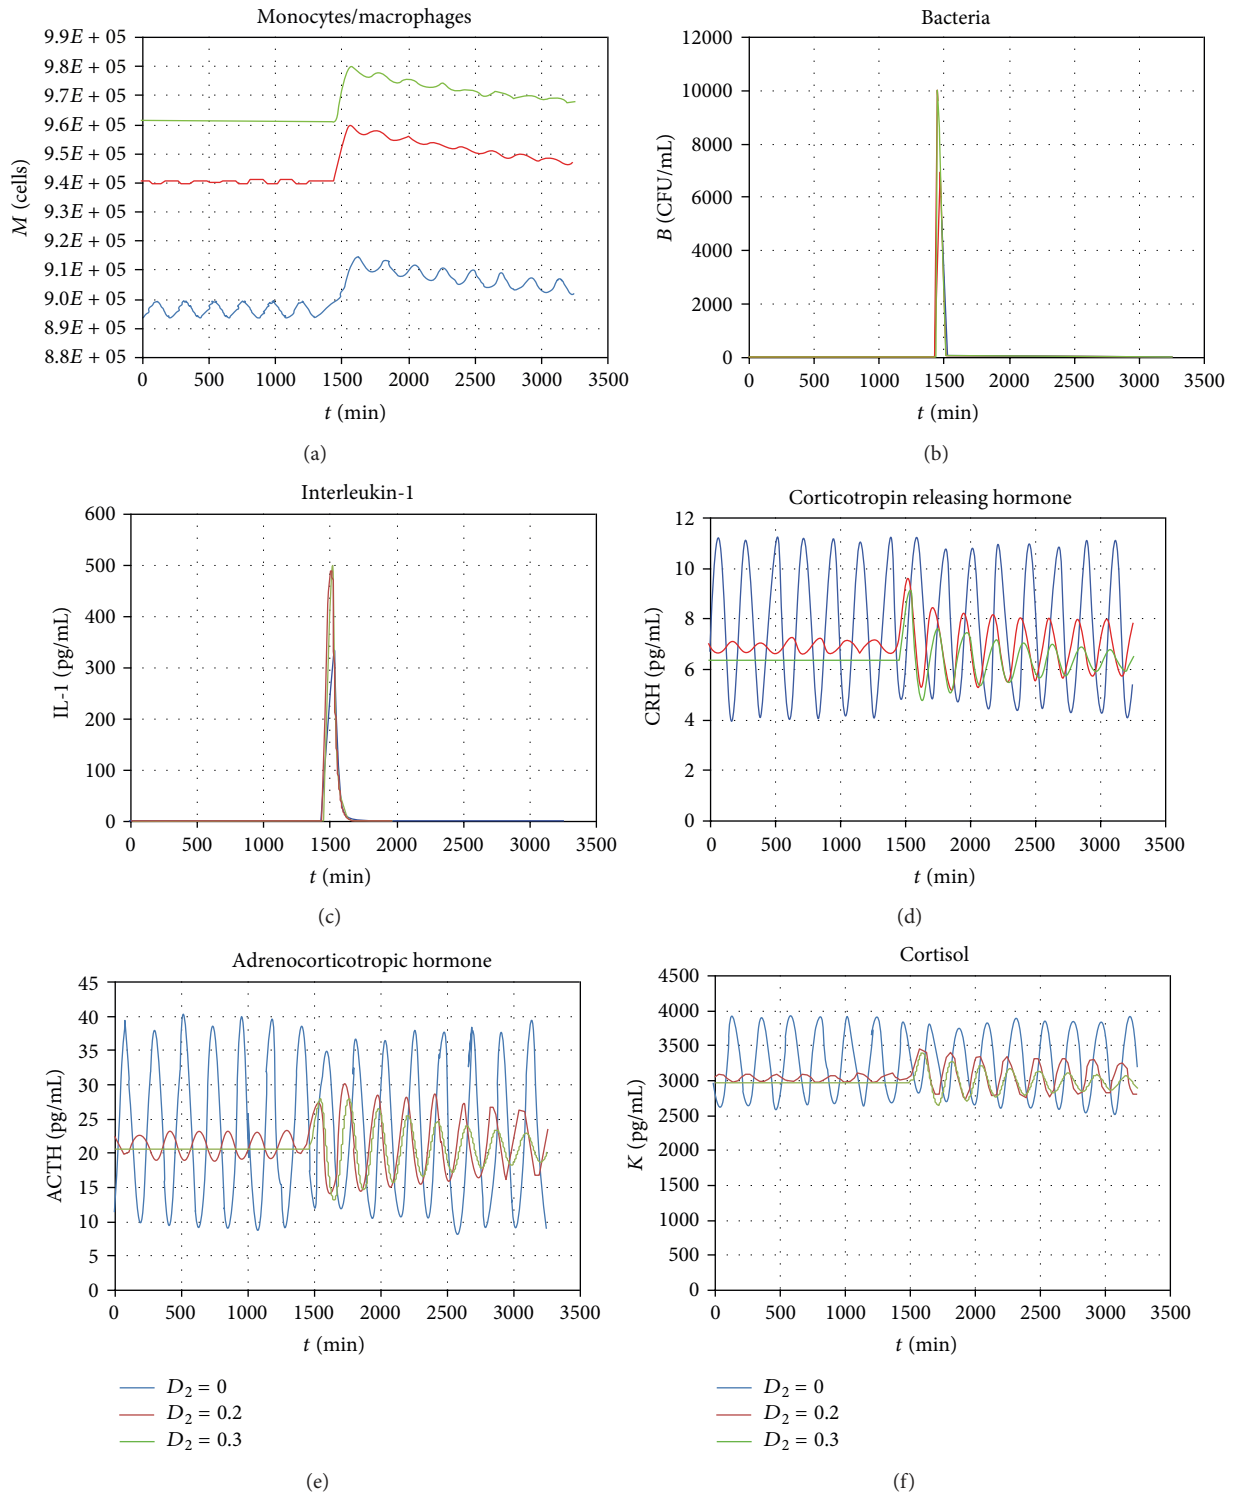 Monocytes/macrophages
9.9E + 05
9.8E + 05
9.7E + 05
9.6E + 05
9.5E + 05
9.4E + 05
9.3E + 05
9.2E + 05
9.1E + 05
9.0E + 05
8.9E + 05
8.8E + 05
M (cells)
0 500 1000 1500 2000 2500 3000 3500
t (min)
(a)
Bacteria
12000
10000
8000
6000
4000
2000
0
B (CFU/mL)
0 500 1000 1500 2000 2500 3000 3500
t (min)
(b)
Interleukin-1
600
500
400
300
200
100
0
IL-1 (pg/mL)
0 500 1000 1500 2000 2500 3000 3500
t (min)
(c)
Corticotropin releasing hormone
12
10
8
6
4
2
0
CRH (pg/mL)
0 500 1000 1500 2000 2500 3000 3500
t (min)
(d)
Adrenocorticotropic hormone
45
40
35
30
25
20
15
10
5
0
ACTH (pg/mL)
0 500 1000 1500 2000 2500 3000 3500
t (min)
D₂ = 0
D₂ = 0.2
D₂ = 0.3
(e)
Cortisol
4500
4000
3500
3000
2500
2000
1500
1000
500
0
K (pg/mL)
0 500 1000 1500 2000 2500 3000 3500
t (min)
D₂ = 0
D₂ = 0.2
D₂ = 0.3
(f)